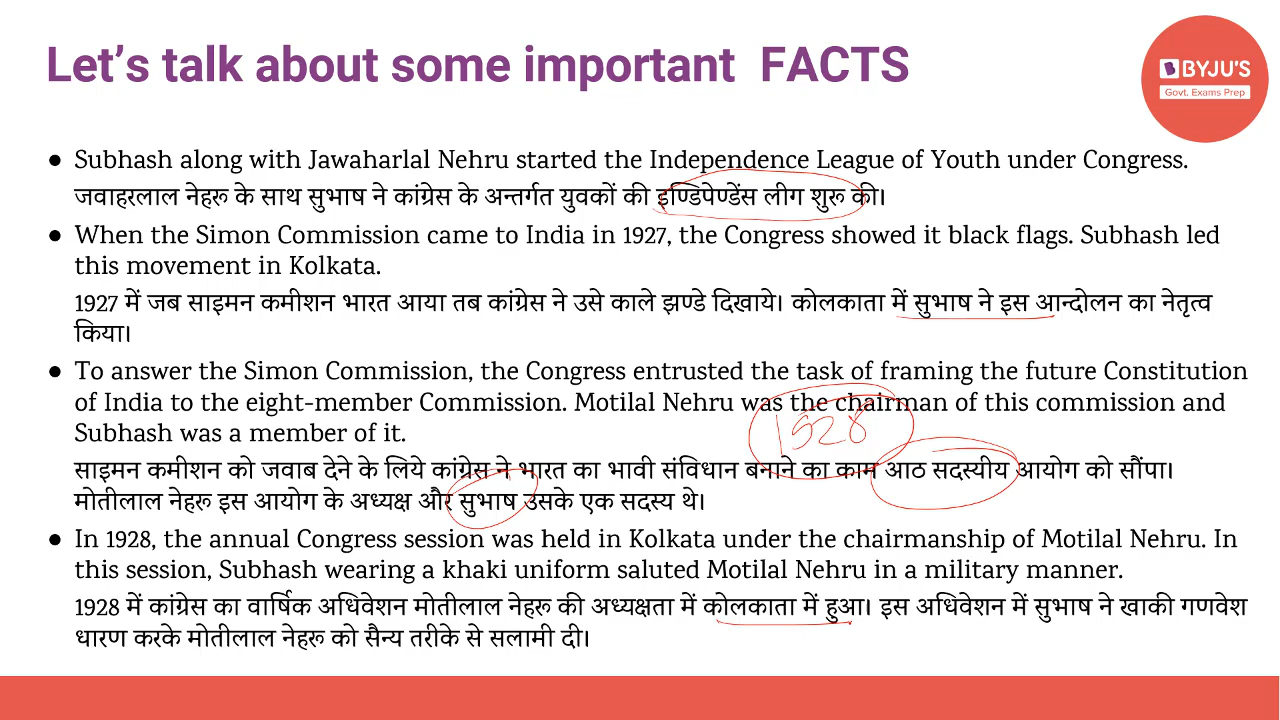 Let's talk about some important FACTS
BYJU'S
Govt. Exams Prep
● Subhash along with Jawaharlal Nehru started the Independence League of Youth under Congress.
जवाहरलाल नेहरू के साथ सुभाष ने कांग्रेस के अन्तर्गत युवकों की इण्डिपेण्डेंस लीग शुरू की।
● When the Simon Commission came to India in 1927, the Congress showed it black flags. Subhash led
this movement in Kolkata.
1927 में जब साइमन कमीशन भारत आया तब कांग्रेस ने उसे काले झण्डे दिखाये। कोलकाता में सुभाष ने इस आन्दोलन का नेतृत्व
किया।
● To answer the Simon Commission, the Congress entrusted the task of framing the future Constitution
of India to the eight-member Commission. Motilal Nehru was the chairman of this commission and
Subhash was a member of it.
1928
साइमन कमीशन को जवाब देने के लिये कांग्रेस ने भारत का भावी संविधान बनाने का काम आठ सदस्यीय आयोग को सौंपा।
मोतीलाल नेहरू इस आयोग के अध्यक्ष और सुभाष उसके एक सदस्य थे।
● In 1928, the annual Congress session was held in Kolkata under the chairmanship of Motilal Nehru. In
this session, Subhash wearing a khaki uniform saluted Motilal Nehru in a military manner.
1928 में कांग्रेस का वार्षिक अधिवेशन मोतीलाल नेहरू की अध्यक्षता में कोलकाता में हुआ। इस अधिवेशन में सुभाष ने खाकी गणवेश
धारण करके मोतीलाल नेहरू को सैन्य तरीके से सलामी दी।